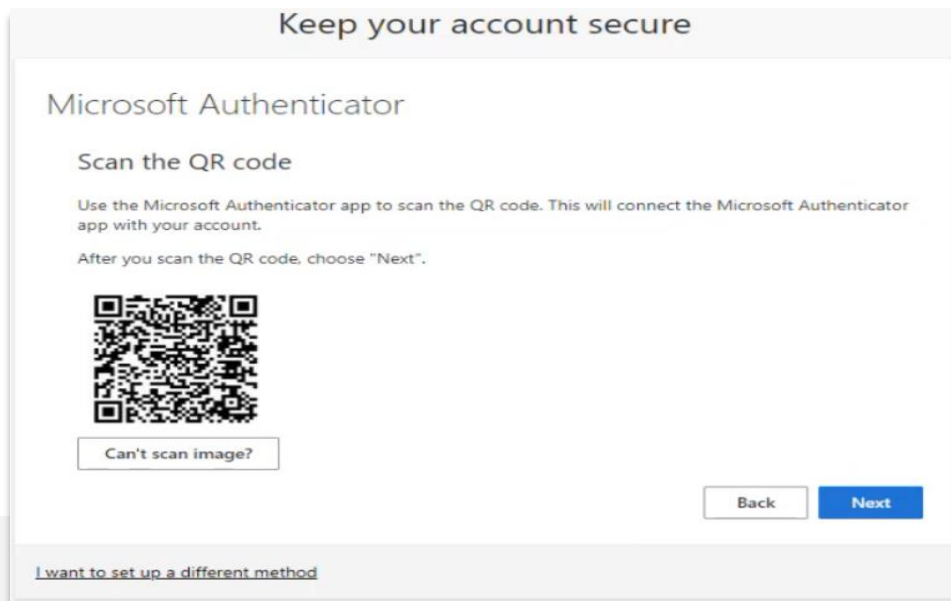 Keep your account secure
Microsoft Authenticator
Scan the QR code
Use the Microsoft Authenticator app to scan the QR code. This will connect the Microsoft Authenticator
app with your account.
After you scan the QR code, choose "Next".
Can't scan image?
Back
Next
I want to set up a different method